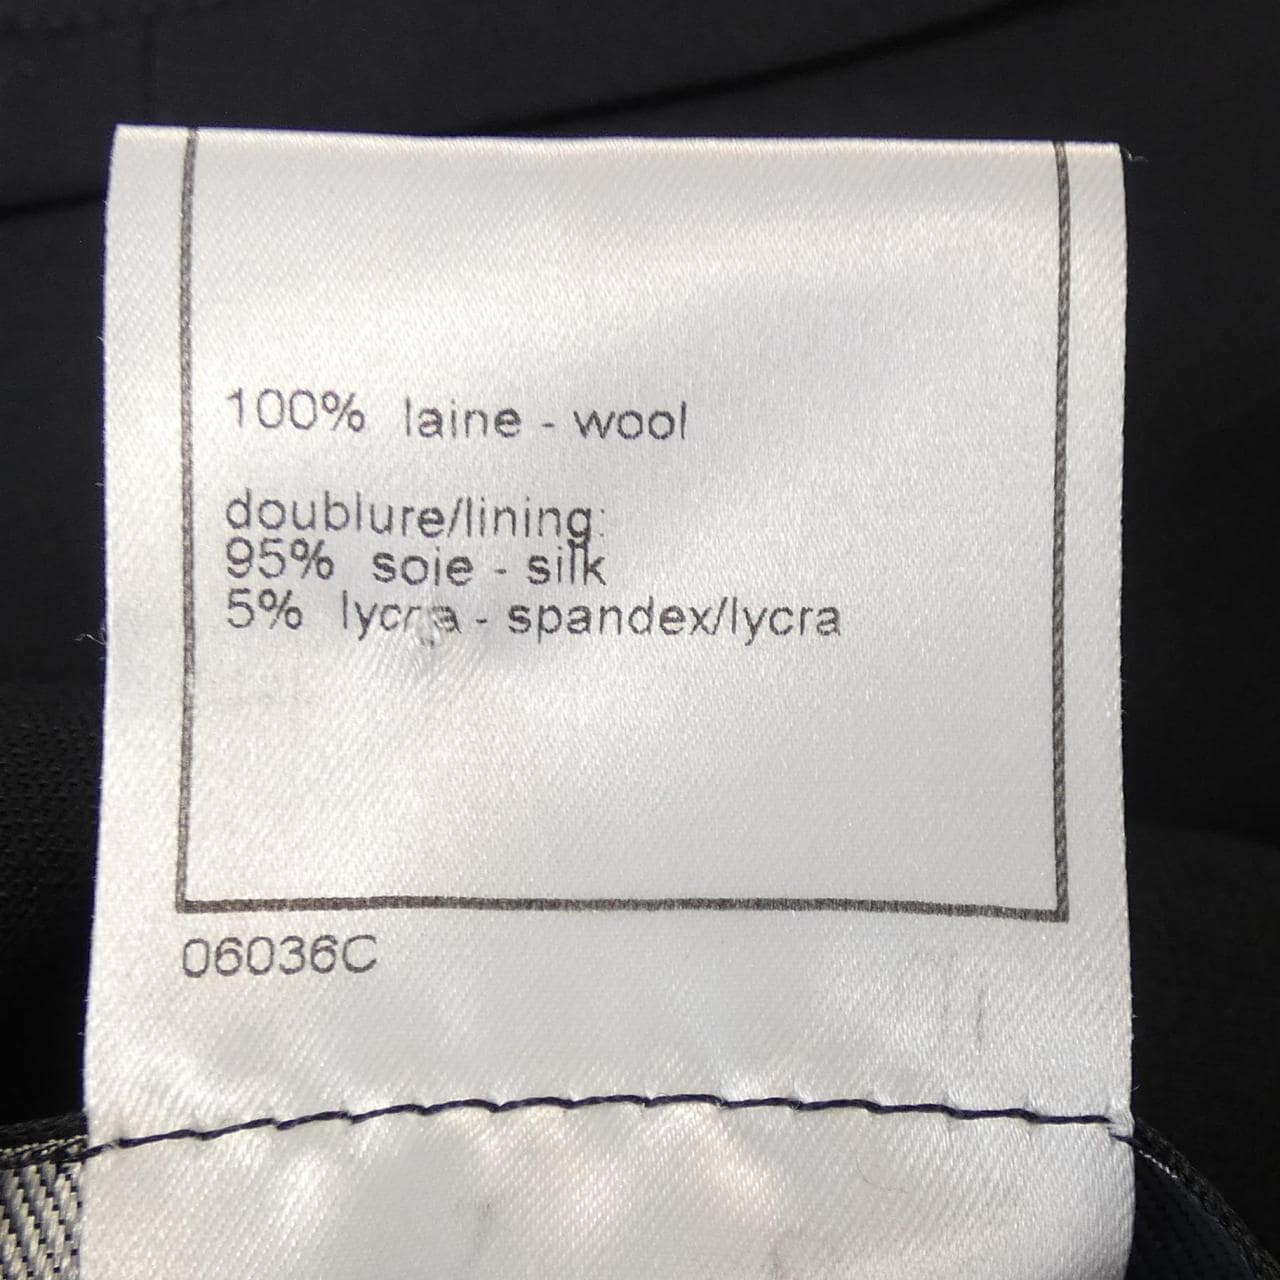 100% laine - wool
doublure/lining:
95% soie - silk
5% lycra - spandex/lycra
06036C